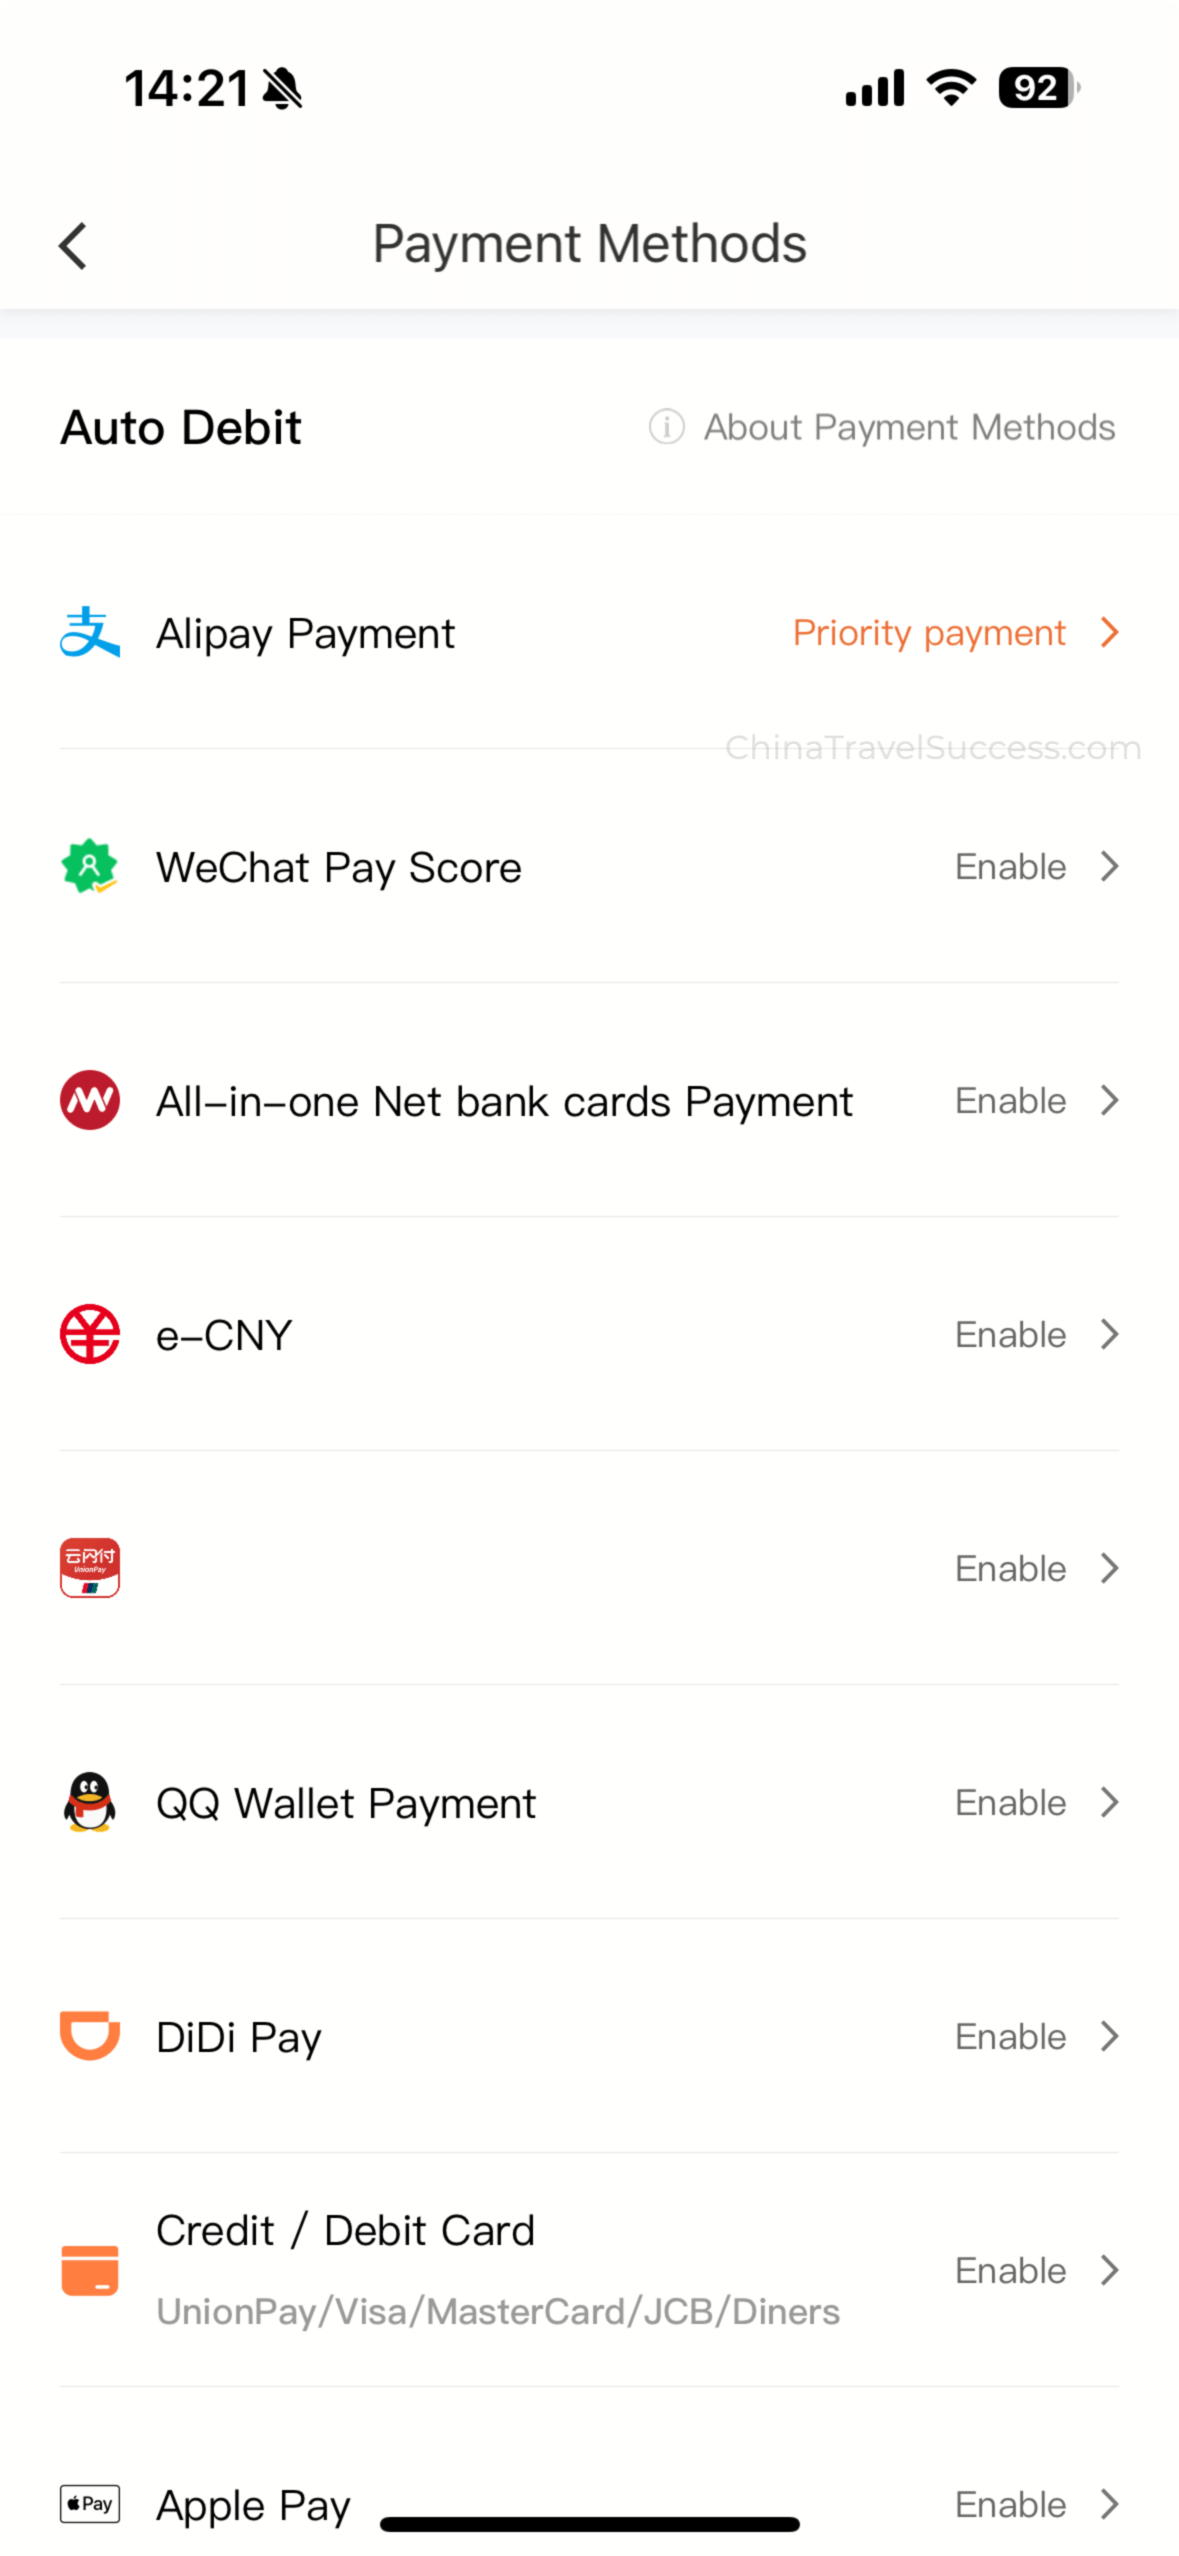 14:21
92
Payment Methods
Auto Debit
About Payment Methods
支
Alipay Payment
Priority payment
ChinaTravelSuccess.com
WeChat Pay Score
Enable
All-in-one Net bank cards Payment
Enable
e-CNY
Enable
云闪付
UnionPay
Enable
QQ Wallet Payment
Enable
DiDi Pay
Enable
Credit / Debit Card
UnionPay/Visa/MasterCard/JCB/Diners
Enable
Pay
Apple Pay
Enable